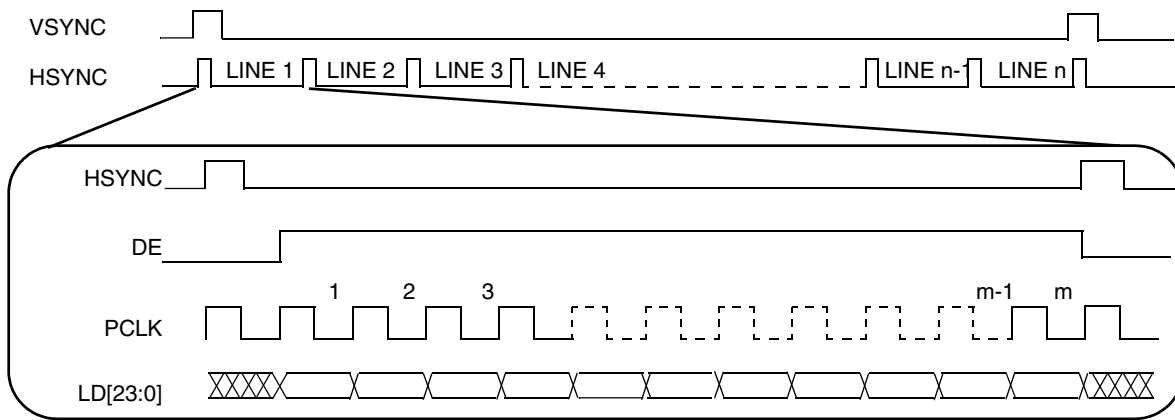 VSYNC
HSYNC LINE 1 LINE 2 LINE 3 LINE 4 LINE n-1 LINE n
HSYNC
DE
1 2 3 m-1 m
PCLK
LD[23:0]